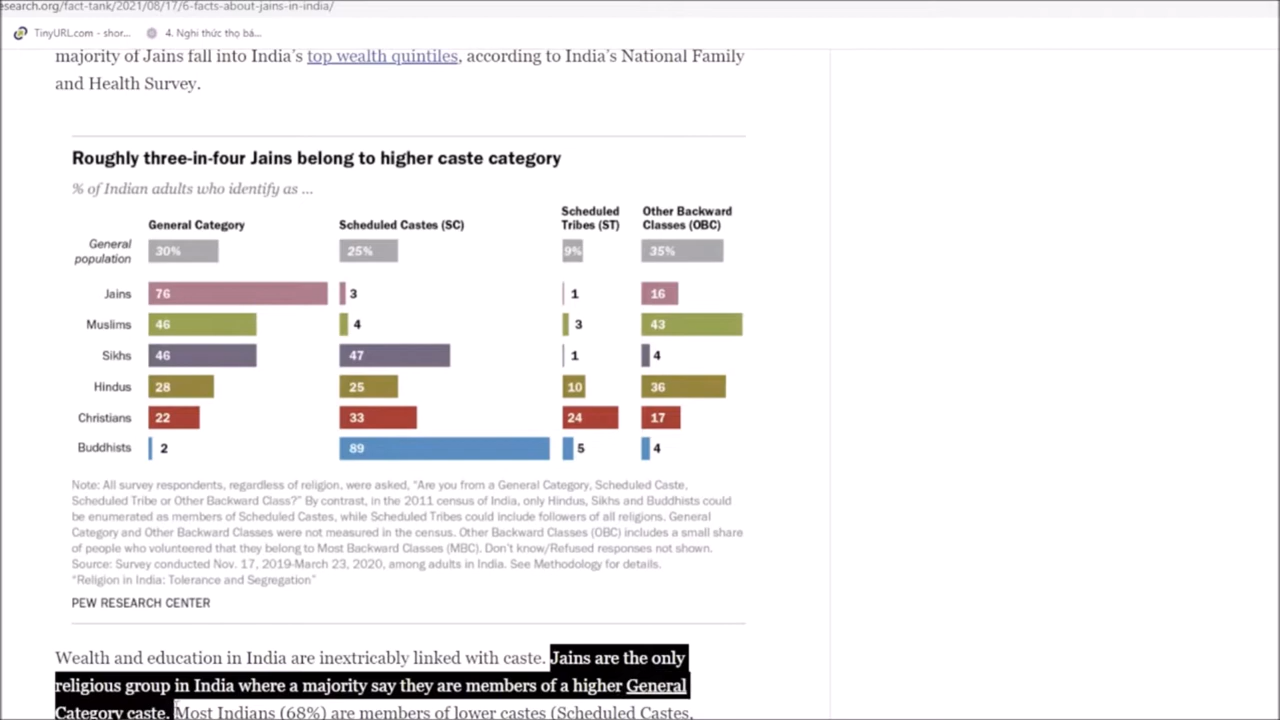 esearch.org/fact-tank/2021/08/17/6-facts-about-jains-in-india/
TinyURL.com - shor... 4. Nghi thức thọ bá...
majority of Jains fall into India’s top wealth quintiles, according to India’s National Family
and Health Survey.
Roughly three-in-four Jains belong to higher caste category
% of Indian adults who identify as ...
General Category Scheduled Castes (SC) Scheduled Tribes (ST) Other Backward Classes (OBC)
General population 30% 25% 9% 35%
Jains 76 3 1 16
Muslims 46 4 3 43
Sikhs 46 47 1 4
Hindus 28 25 10 36
Christians 22 33 24 17
Buddhists 2 89 5 4
Note: All survey respondents, regardless of religion, were asked, “Are you from a General Category, Scheduled Caste,
Scheduled Tribe or Other Backward Class?” By contrast, in the 2011 census of India, only Hindus, Sikhs and Buddhists could
be enumerated as members of Scheduled Castes, while Scheduled Tribes could include followers of all religions. General
Category and Other Backward Classes were not measured in the census. Other Backward Classes (OBC) includes a small share
of people who volunteered that they belong to Most Backward Classes (MBC). Don’t know/Refused responses not shown.
Source: Survey conducted Nov. 17, 2019-March 23, 2020, among adults in India. See Methodology for details.
“Religion in India: Tolerance and Segregation”
PEW RESEARCH CENTER
Wealth and education in India are inextricably linked with caste. Jains are the only
religious group in India where a majority say they are members of a higher General
Category caste. Most Indians (68%) are members of lower castes (Scheduled Castes,